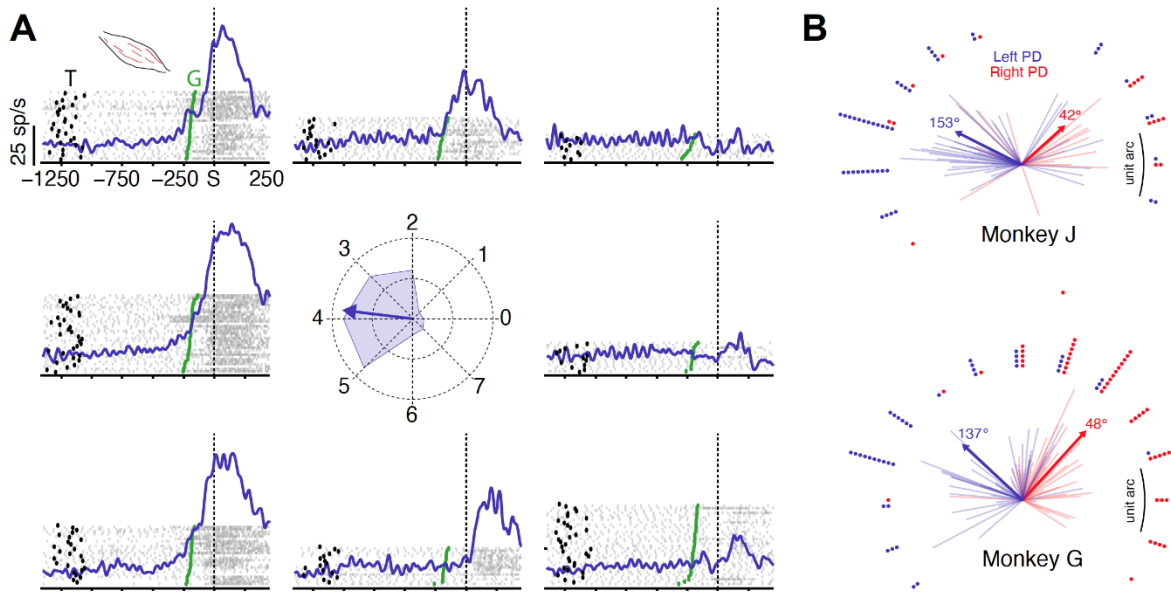 A
T
G
25 sp/s
−1250 −750 −250 S 250
2
3
1
4
0
5
7
6
B
Left PD
Right PD
153°
42°
unit arc
Monkey J
137°
48°
unit arc
Monkey G